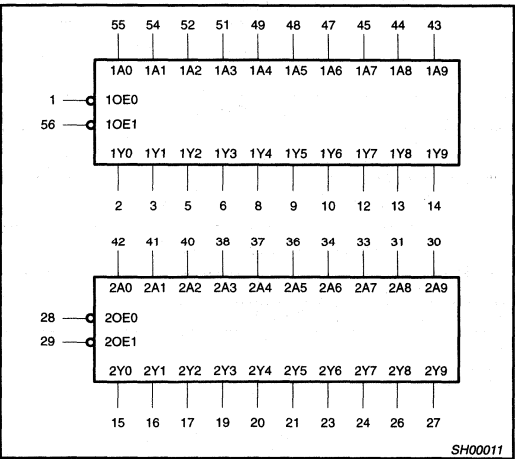 55 54 52 51 49 48 47 45 44 43
1A0 1A1 1A2 1A3 1A4 1A5 1A6 1A7 1A8 1A9
1 1OE0
56 1OE1
1Y0 1Y1 1Y2 1Y3 1Y4 1Y5 1Y6 1Y7 1Y8 1Y9
2 3 5 6 8 9 10 12 13 14
42 41 40 38 37 36 34 33 31 30
2A0 2A1 2A2 2A3 2A4 2A5 2A6 2A7 2A8 2A9
28 2OE0
29 2OE1
2Y0 2Y1 2Y2 2Y3 2Y4 2Y5 2Y6 2Y7 2Y8 2Y9
15 16 17 19 20 21 23 24 26 27
SH00011